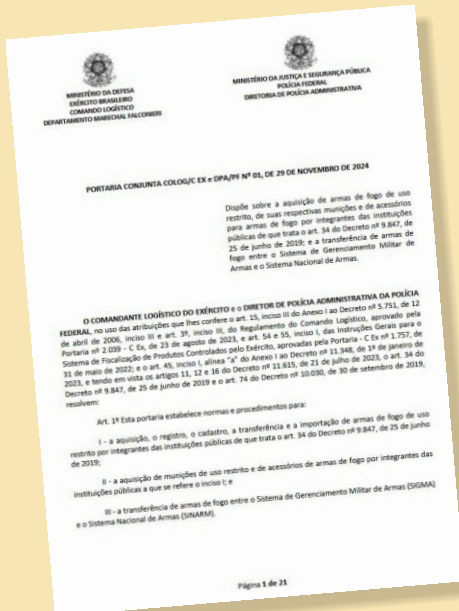 MINISTÉRIO DA DEFESA
EXÉRCITO BRASILEIRO
COMANDO LOGÍSTICO
DEPARTAMENTO MARECHAL FALCONIERI
MINISTÉRIO DA JUSTIÇA E SEGURANÇA PÚBLICA
POLÍCIA FEDERAL
DIRETORIA DE POLÍCIA ADMINISTRATIVA
PORTARIA CONJUNTA COLOG/C EX e DPA/PF Nº 01, DE 29 DE NOVEMBRO DE 2024
Dispõe sobre a aquisição de armas de fogo de uso
restrito, de suas respectivas munições e de acessórios
para armas de fogo por integrantes das instituições
públicas de que trata o art. 34 do Decreto nº 9.847, de
25 de junho de 2019; e a transferência de armas de
fogo entre o Sistema de Gerenciamento Militar de
Armas e o Sistema Nacional de Armas.
O COMANDANTE LOGÍSTICO DO EXÉRCITO e o DIRETOR DE POLÍCIA ADMINISTRATIVA DA POLÍCIA
FEDERAL, no uso das atribuições que lhes confere o art. 15, inciso III do Anexo I ao Decreto nº 5.751, de 12
de abril de 2006, inciso III e art. 3º, inciso III, do Regulamento do Comando Logístico, aprovado pela
Portaria nº 2.039 - C Ex, de 23 de agosto de 2023, e art. 54 e 55, inciso I, das Instruções Gerais para o
Sistema de Fiscalização de Produtos Controlados pelo Exército, aprovadas pela Portaria - C Ex nº 1.757, de
31 de maio de 2022; e o art. 45, inciso I, alínea "a" do Anexo I ao Decreto nº 11.348, de 1º de janeiro de
2023, e tendo em vista os artigos 11, 12 e 16 do Decreto nº 11.615, de 21 de julho de 2023, o art. 34 do
Decreto nº 9.847, de 25 de junho de 2019 e o art. 74 do Decreto nº 10.030, de 30 de setembro de 2019,
resolvem:
Art. 1º Esta portaria estabelece normas e procedimentos para:
I - a aquisição, o registro, o cadastro, a transferência e a importação de armas de fogo de uso
restrito por integrantes das instituições públicas de que trata o art. 34 do Decreto nº 9.847, de 25 de junho
de 2019;
II - a aquisição de munições de uso restrito e de acessórios de armas de fogo por integrantes das
instituições públicas a que se refere o inciso I; e
III - a transferência de armas de fogo entre o Sistema de Gerenciamento Militar de Armas (SIGMA)
e o Sistema Nacional de Armas (SINARM).
Página 1 de 21